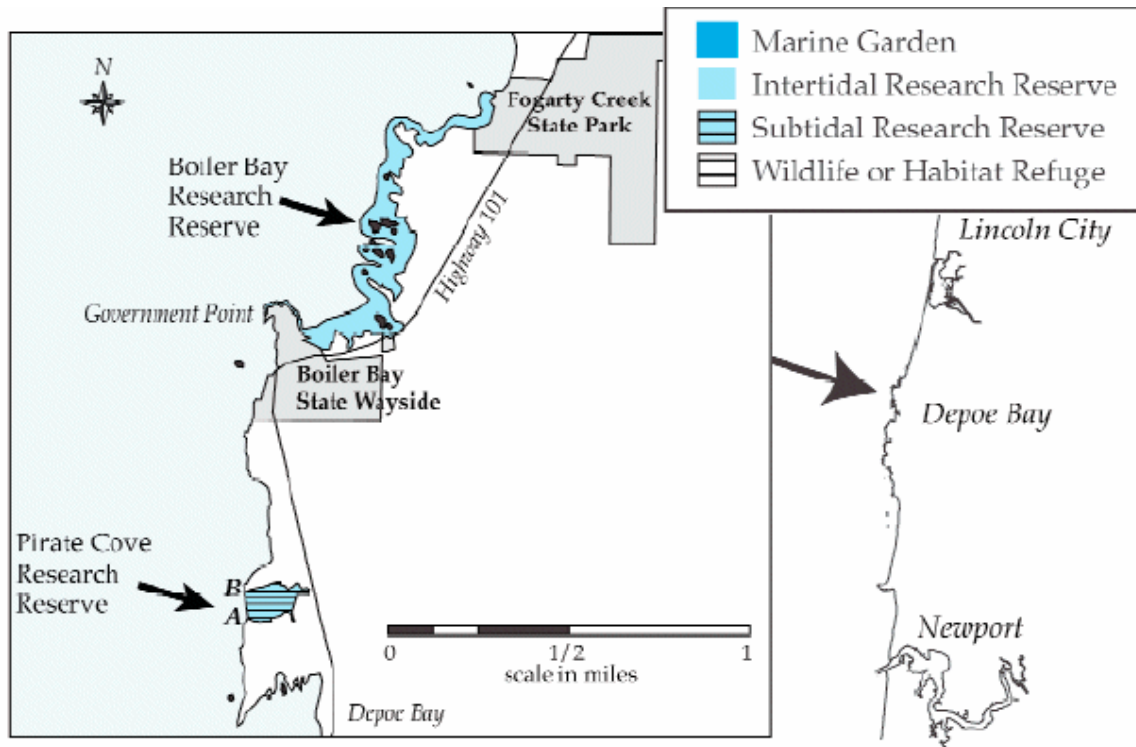 Marine Garden
Intertidal Research Reserve
Subtidal Research Reserve
Wildlife or Habitat Refuge
N
Fogarty Creek
State Park
Boiler Bay
Research
Reserve
Highway 101
Lincoln City
Government Point
Boiler Bay
State Wayside
Depoe Bay
Pirate Cove
Research
Reserve
B
A
0 1/2 1
scale in miles
Newport
Depoe Bay